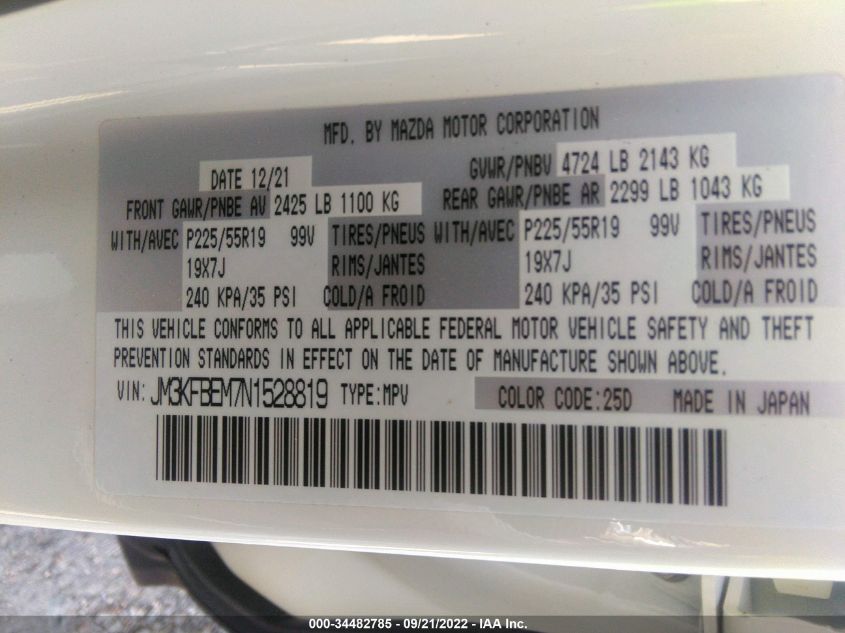 MFD. BY MAZDA MOTOR CORPORATION
DATE 12/21 GVWR/PNBV 4724 LB 2143 KG
FRONT GAWR/PNBE AV 2425 LB 1100 KG REAR GAWR/PNBE AR 2299 LB 1043 KG
WITH/AVEC P225/55R19 99V TIRES/PNEUS WITH/AVEC P225/55R19 99V TIRES/PNEUS
19X7J RIMS/JANTES 19X7J RIMS/JANTES
240 KPA/35 PSI COLD/A FROID 240 KPA/35 PSI COLD/A FROID
THIS VEHICLE CONFORMS TO ALL APPLICABLE FEDERAL MOTOR VEHICLE SAFETY AND THEFT
PREVENTION STANDARDS IN EFFECT ON THE DATE OF MANUFACTURE SHOWN ABOVE.
VIN: JM3KFBEM7N1528819 TYPE:MPV COLOR CODE:25D MADE IN JAPAN
000-34482785 - 09/21/2022 - IAA Inc.